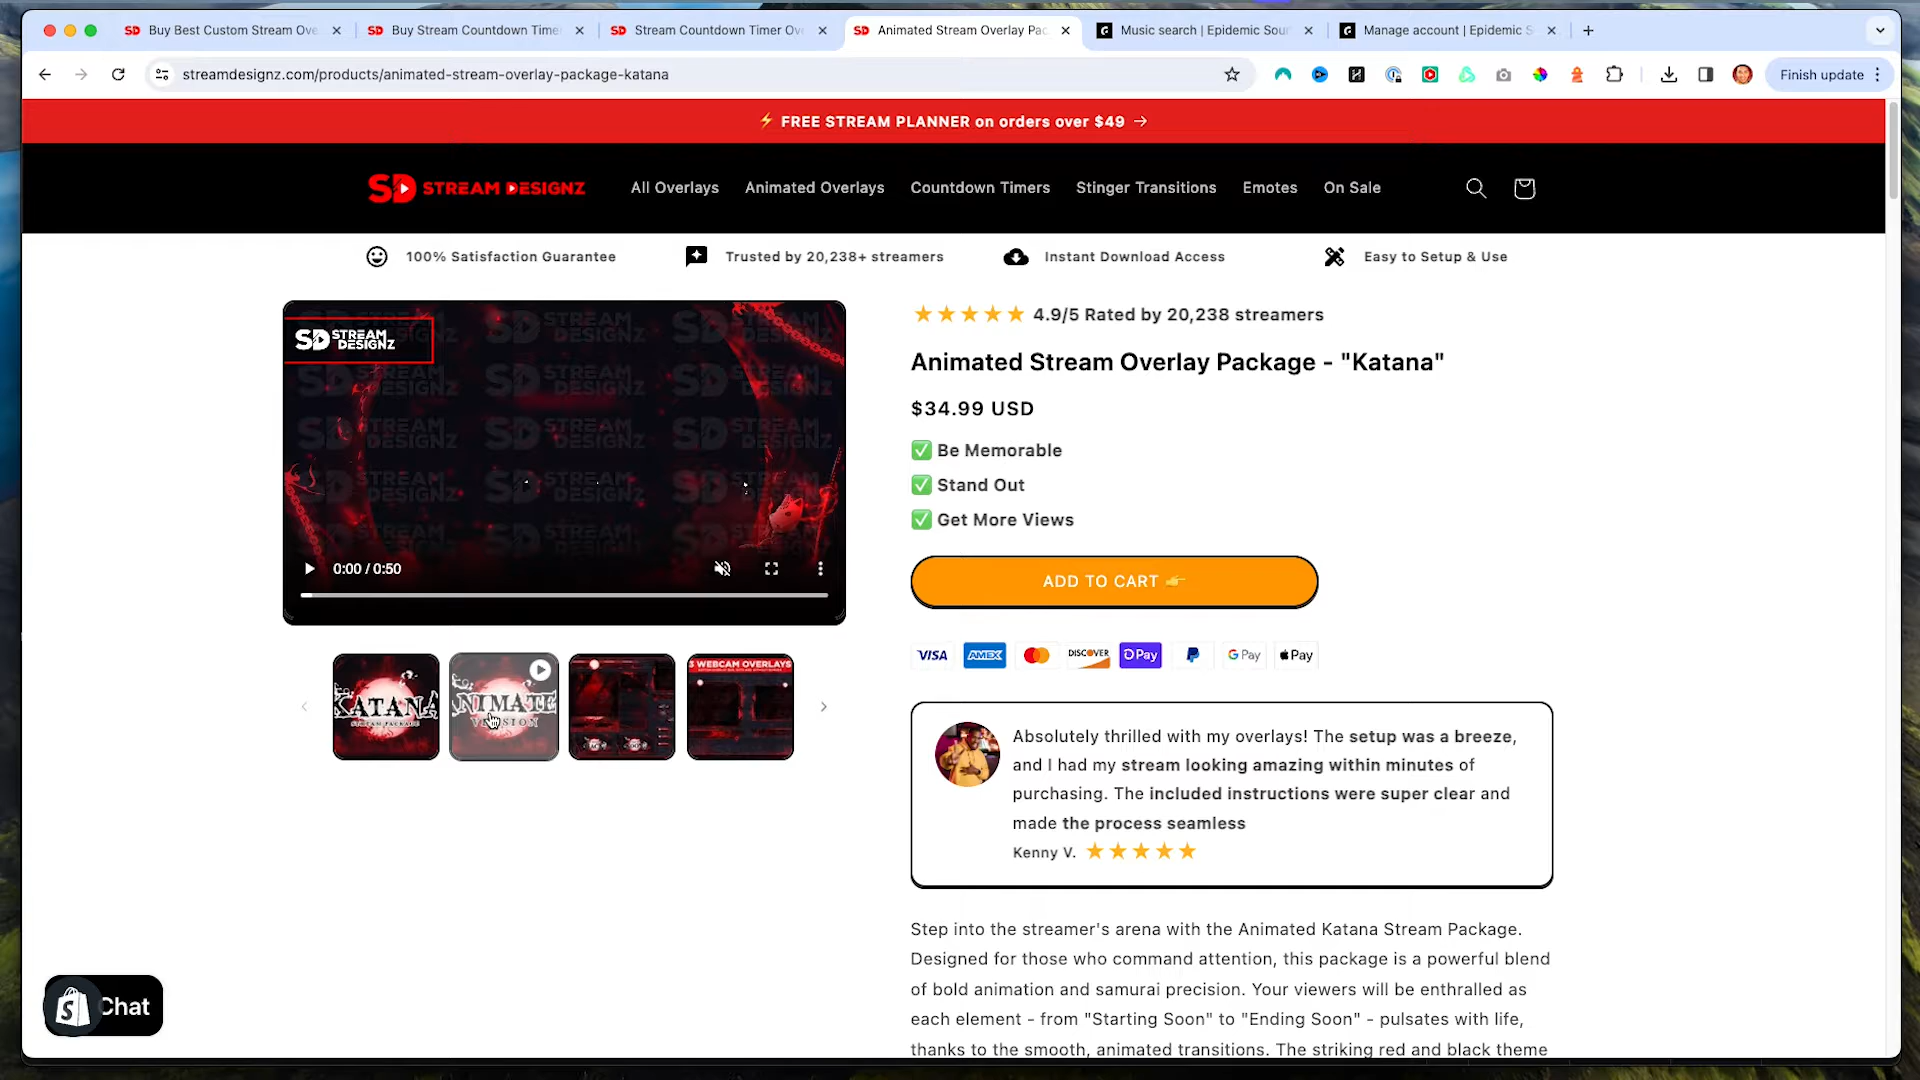 Buy Best Custom Stream Ove
Buy Stream Countdown Time
Stream Countdown Timer Ov
Animated Stream Overlay Pac
Music search | Epidemic Soun
Manage account | Epidemic S
streamdesignz.com/products/animated-stream-overlay-package-katana
Finish update
⚡ FREE STREAM PLANNER on orders over $49 →
SD STREAM DESIGNZ
All Overlays
Animated Overlays
Countdown Timers
Stinger Transitions
Emotes
On Sale
100% Satisfaction Guarantee
Trusted by 20,238+ streamers
Instant Download Access
Easy to Setup & Use
SD STREAM
DESIGNZ
0:00 / 0:50
KATANA
STREAM PACKAGE
NIMATE
VERSION
3 WEBCAM OVERLAYS
★★★★★ 4.9/5 Rated by 20,238 streamers
Animated Stream Overlay Package - "Katana"
$34.99 USD
✅ Be Memorable
✅ Stand Out
✅ Get More Views
ADD TO CART 👉
VISA
AMEX
DISCOVER
Pay
G Pay
Pay
Absolutely thrilled with my overlays! The setup was a breeze,
and I had my stream looking amazing within minutes of
purchasing. The included instructions were super clear and
made the process seamless
Kenny V. ★★★★★
Step into the streamer's arena with the Animated Katana Stream Package.
Designed for those who command attention, this package is a powerful blend
of bold animation and samurai precision. Your viewers will be enthralled as
each element - from "Starting Soon" to "Ending Soon" - pulsates with life,
thanks to the smooth, animated transitions. The striking red and black theme
Chat